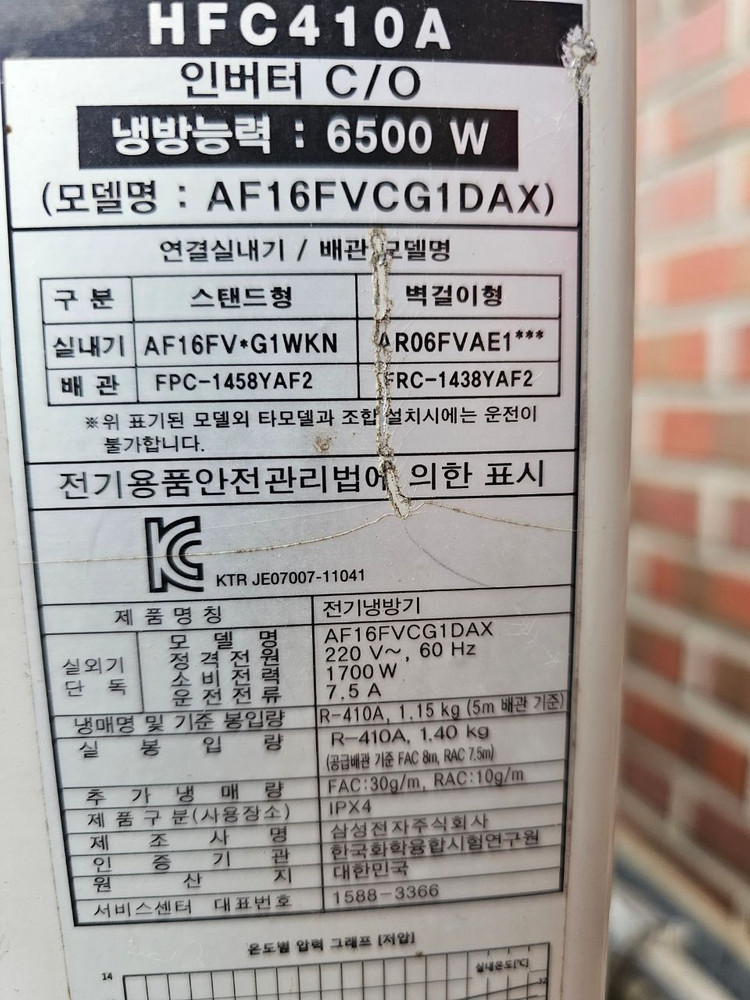 HFC410A
인버터 C/O
냉방능력 : 6500 W
(모델명 : AF16FVCG1DAX)
연결실내기 / 배관 모델명
구 분 스탠드형 벽걸이형
실내기 AF16FV*G1WKN AR06FVAE1***
배 관 FPC-1458YAF2 FRC-1438YAF2
※위 표기된 모델외 타모델과 조합 설치시에는 운전이
불가합니다.
전기용품안전관리법에 의한 표시
KC
KTR JE07007-11041
제 품 명 칭 전기냉방기
실외기 단 독 모 델 명 AF16FVCG1DAX
정 격 전 원 220 V~, 60 Hz
소 비 전 력 1700 W
운 전 전 류 7.5 A
냉매명 및 기준 봉입량 R-410A, 1.15 kg (5m 배관 기준)
실 봉 입 량 R-410A, 1.40 kg
(공급배관 기준 FAC 8m, RAC 7.5m)
추 가 냉 매 량 FAC:30g/m, RAC:10g/m
제 품 구 분(사용장소) IPX4
제 조 사 명 삼성전자주식회사
인 증 기 관 한국화학융합시험연구원
원 산 지 대한민국
서비스센터 대표번호 1588-3366
온도별 압력 그래프 [저압]
14 실내온도[℃]
32